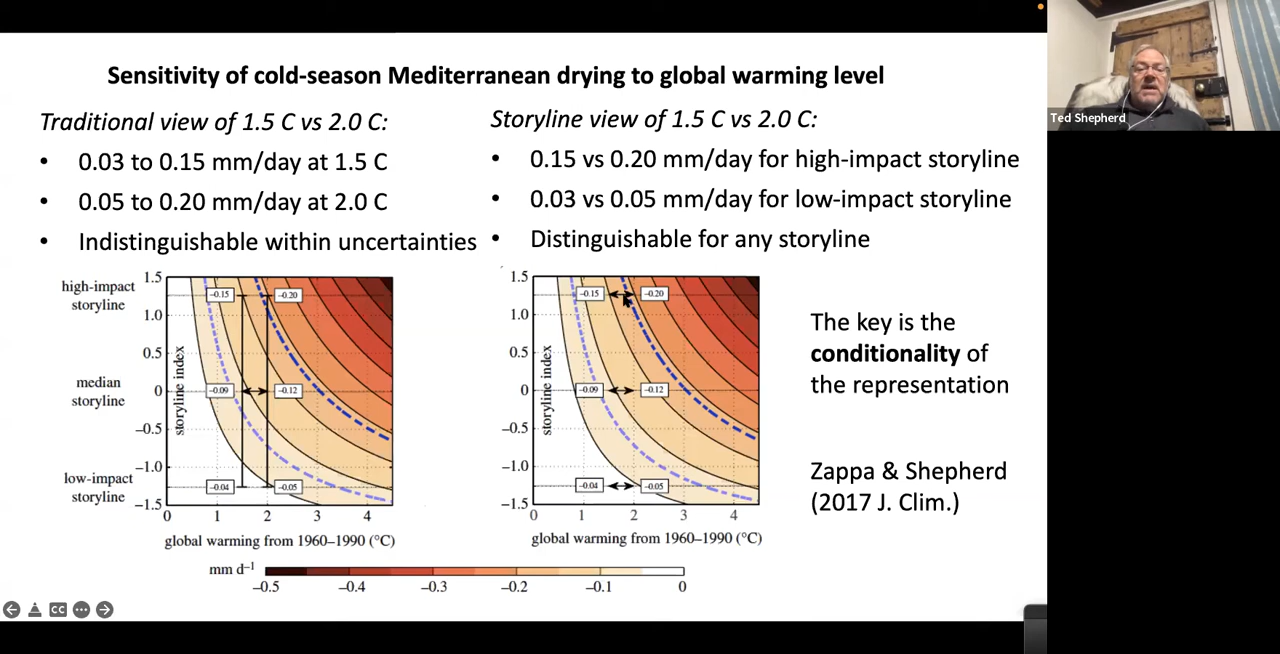 Sensitivity of cold-season Mediterranean drying to global warming level
Traditional view of 1.5 C vs 2.0 C:
• 0.03 to 0.15 mm/day at 1.5 C
• 0.05 to 0.20 mm/day at 2.0 C
• Indistinguishable within uncertainties
Storyline view of 1.5 C vs 2.0 C:
• 0.15 vs 0.20 mm/day for high-impact storyline
• 0.03 vs 0.05 mm/day for low-impact storyline
• Distinguishable for any storyline
high-impact
storyline
median
storyline
low-impact
storyline
storyline index
1.5
1.0
0.5
0
−0.5
−1.0
−1.5
−0.15
−0.20
−0.09
−0.12
−0.04
−0.05
0 1 2 3 4
global warming from 1960–1990 (°C)
storyline index
1.5
1.0
0.5
0
−0.5
−1.0
−1.5
−0.15
−0.20
−0.09
−0.12
−0.04
−0.05
0 1 2 3 4
global warming from 1960–1990 (°C)
mm d⁻¹
−0.5 −0.4 −0.3 −0.2 −0.1 0
The key is the
conditionality of
the representation
Zappa & Shepherd
(2017 J. Clim.)
CC
Ted Shepherd